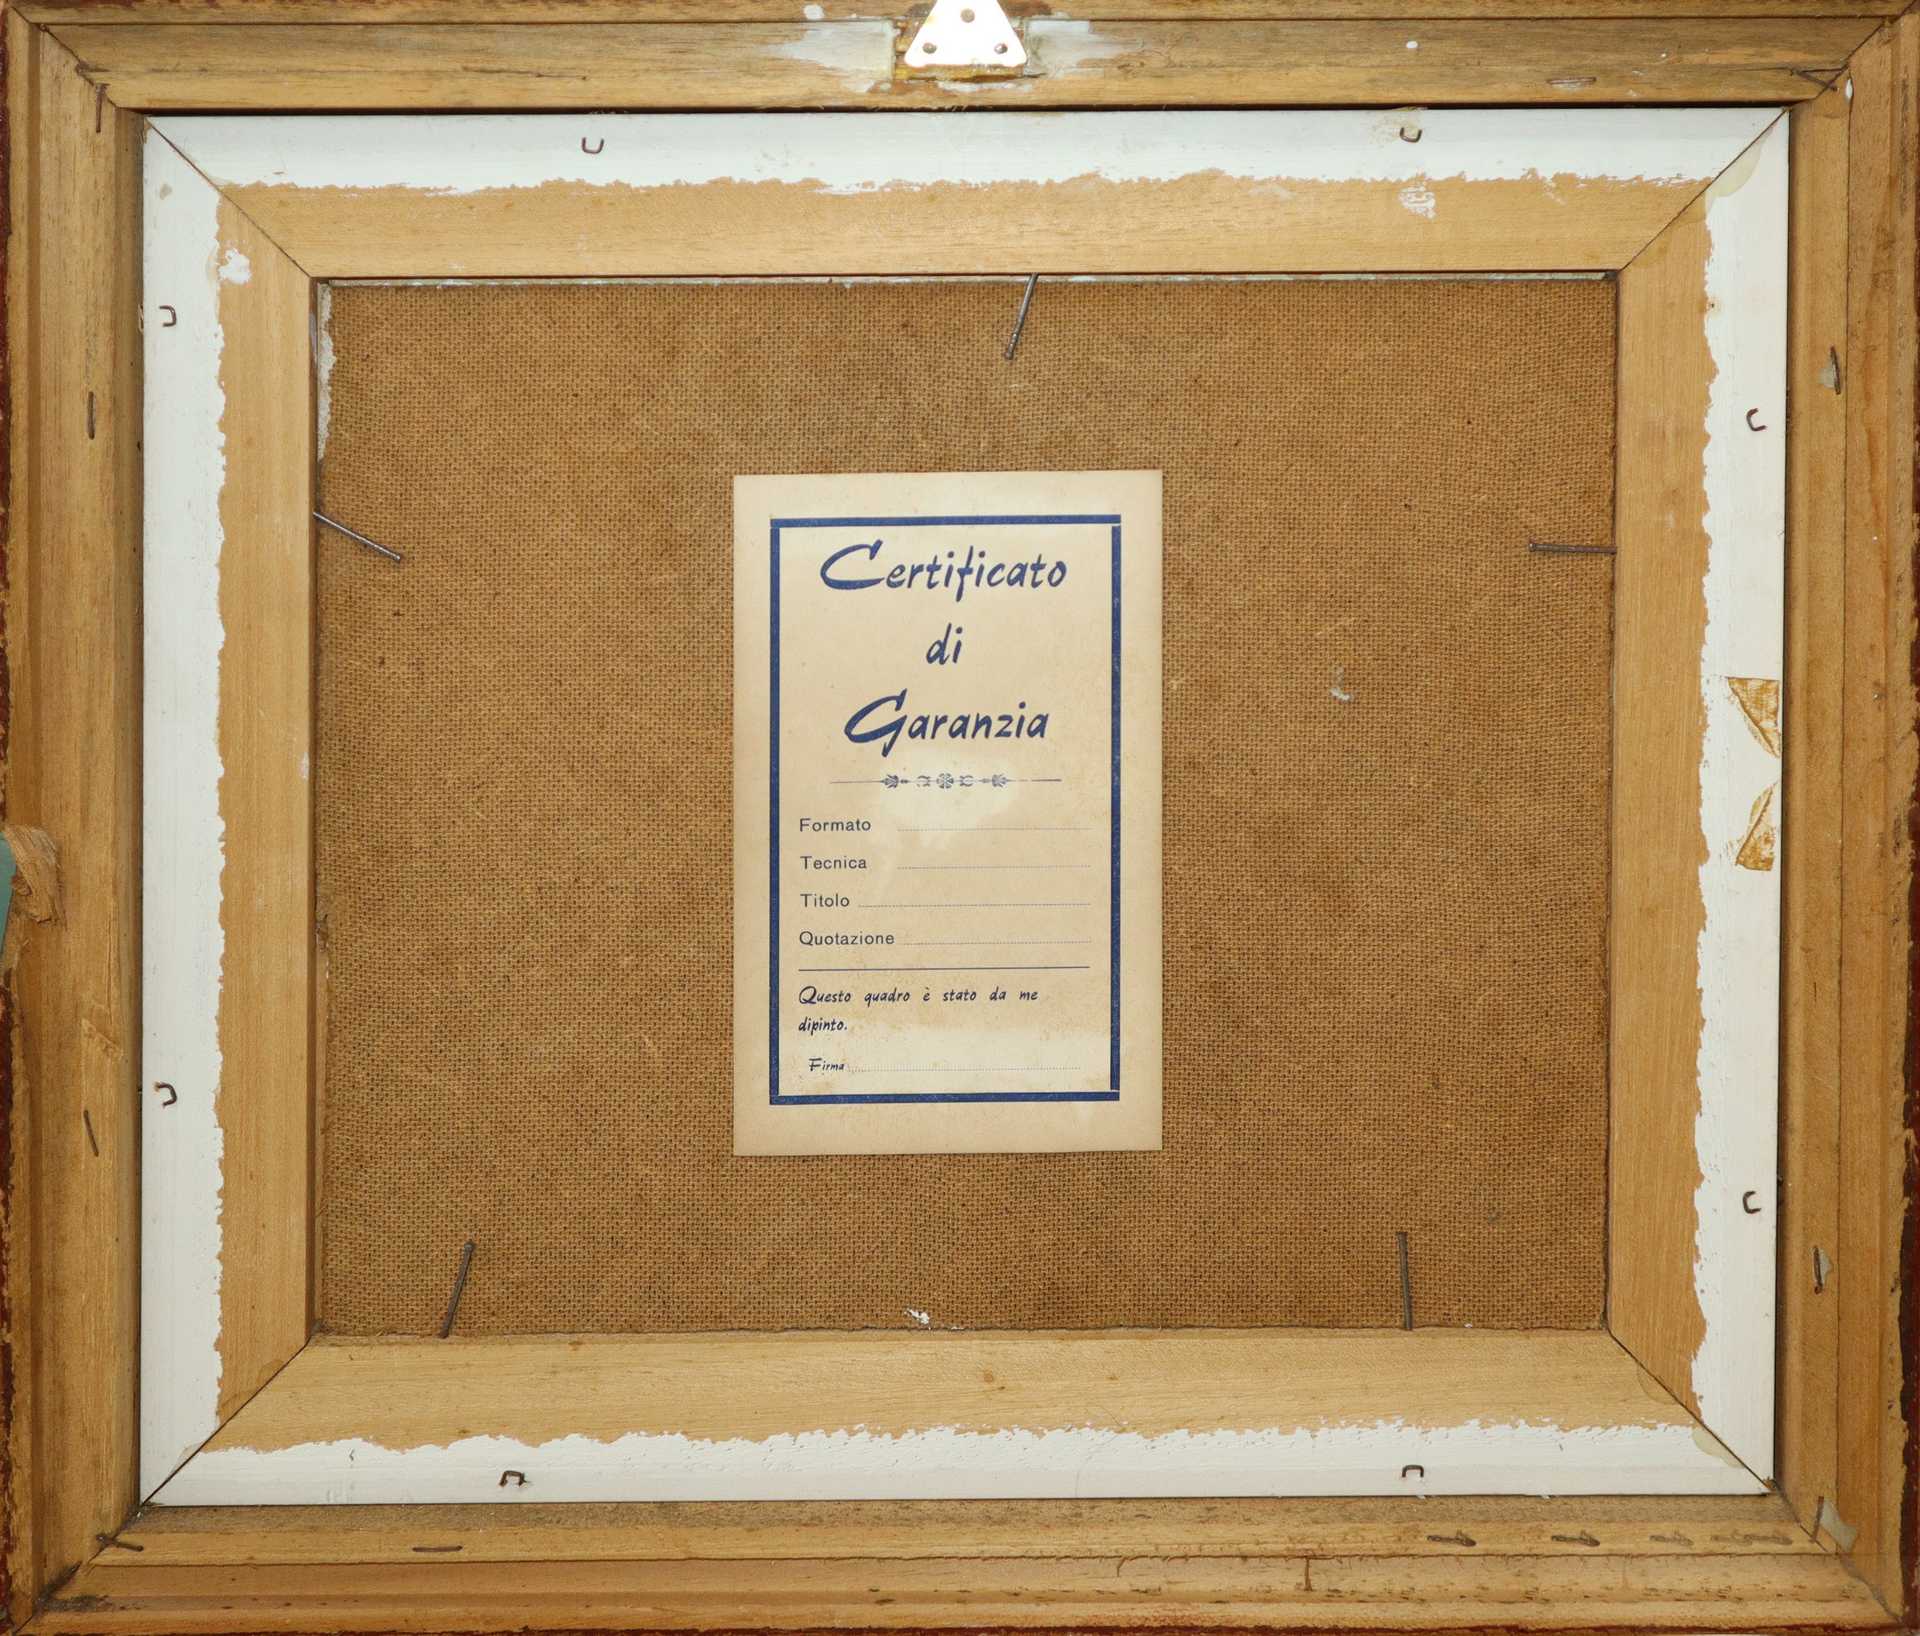 Certificato
di
Garanzia
Formato
Tecnica
Titolo
Quotazione
Questo quadro è stato da me
dipinto.
Firma